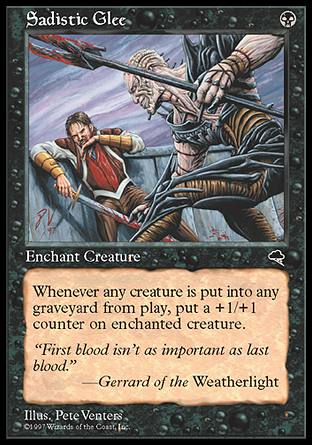 Sadistic Glee
Enchant Creature
Whenever any creature is put into any
graveyard from play, put a +1/+1
counter on enchanted creature.
"First blood isn't as important as last
blood."
—Gerrard of the Weatherlight
Illus. Pete Venters
©1997 Wizards of the Coast, Inc.